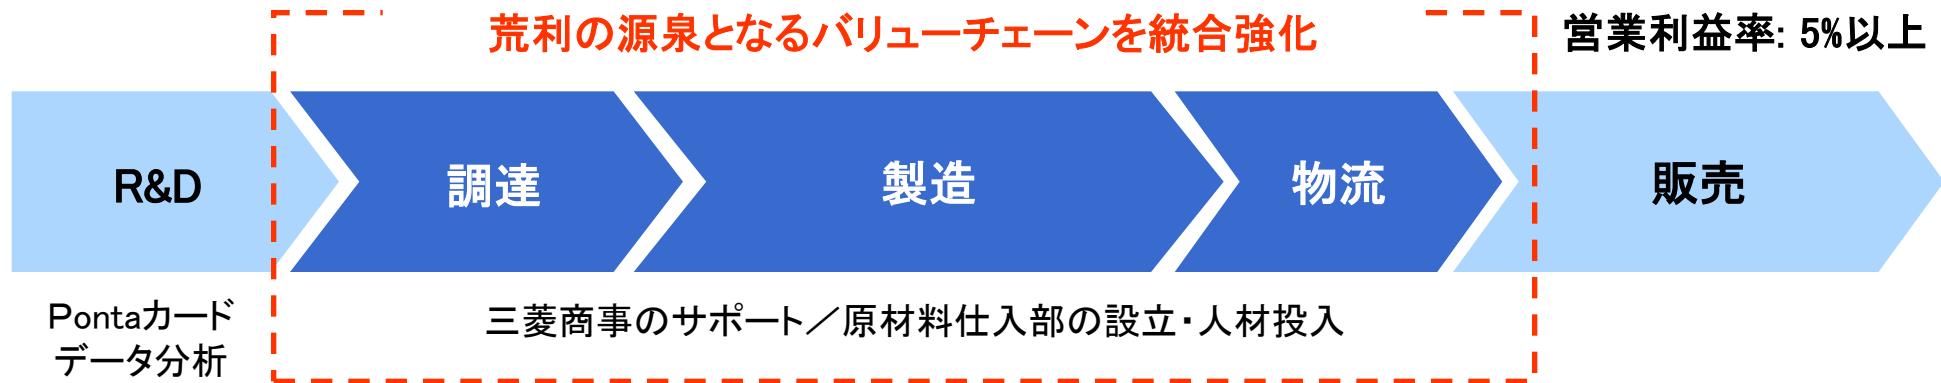 荒利の源泉となるバリューチェーンを統合強化
営業利益率: 5%以上
R&D
調達
製造
物流
販売
Pontaカード
データ分析
三菱商事のサポート／原材料仕入部の設立・人材投入